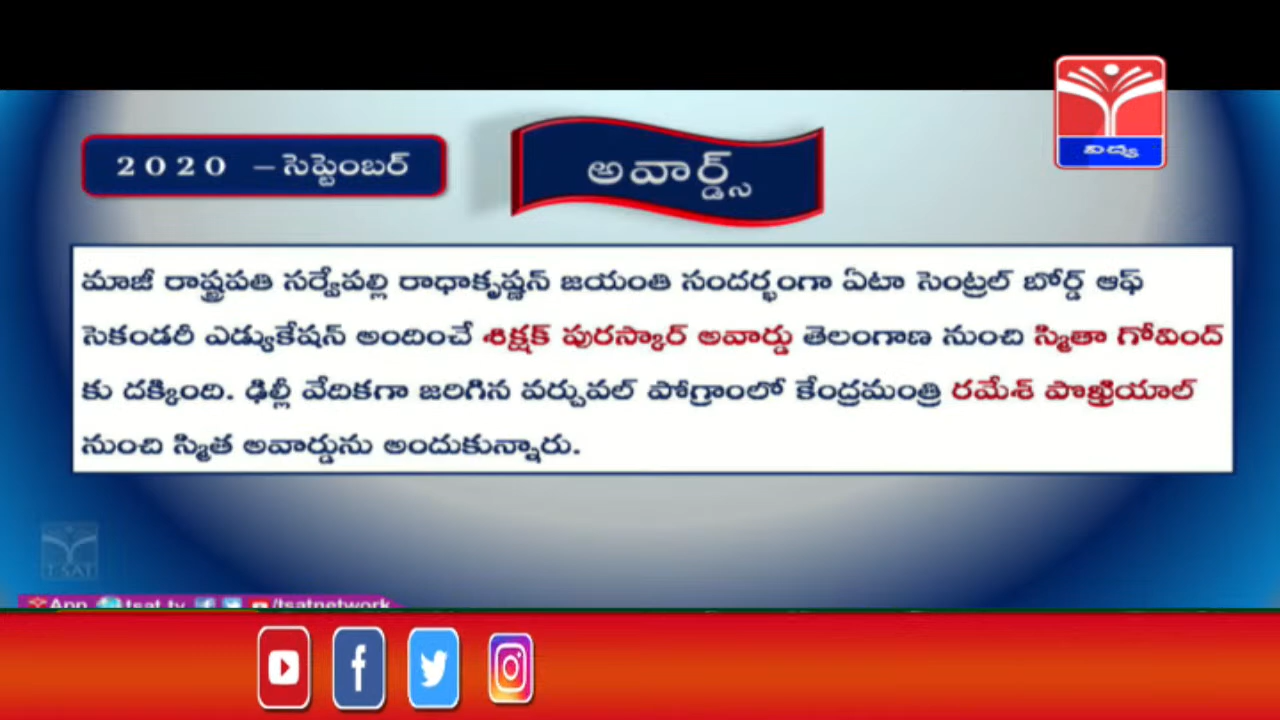 విద్య
2020 –సెప్టెంబర్
అవార్డ్స్
మాజీ రాష్ట్రపతి సర్వేపల్లి రాధాకృష్ణన్ జయంతి సందర్భంగా ఏటా సెంట్రల్ బోర్డ్ ఆఫ్
సెకండరీ ఎడ్యుకేషన్ అందించే శిక్షక్ పురస్కార్ అవార్డు తెలంగాణ నుంచి స్మితా గోవింద్
కు దక్కింది. ఢిల్లీ వేదికగా జరిగిన వర్చువల్ పోగ్రాంలో కేంద్రమంత్రి రమేశ్ పొఖ్రియాల్
నుంచి స్మిత అవార్డును అందుకున్నారు.
T-SAT
App tsat.tv /tsatnetwork